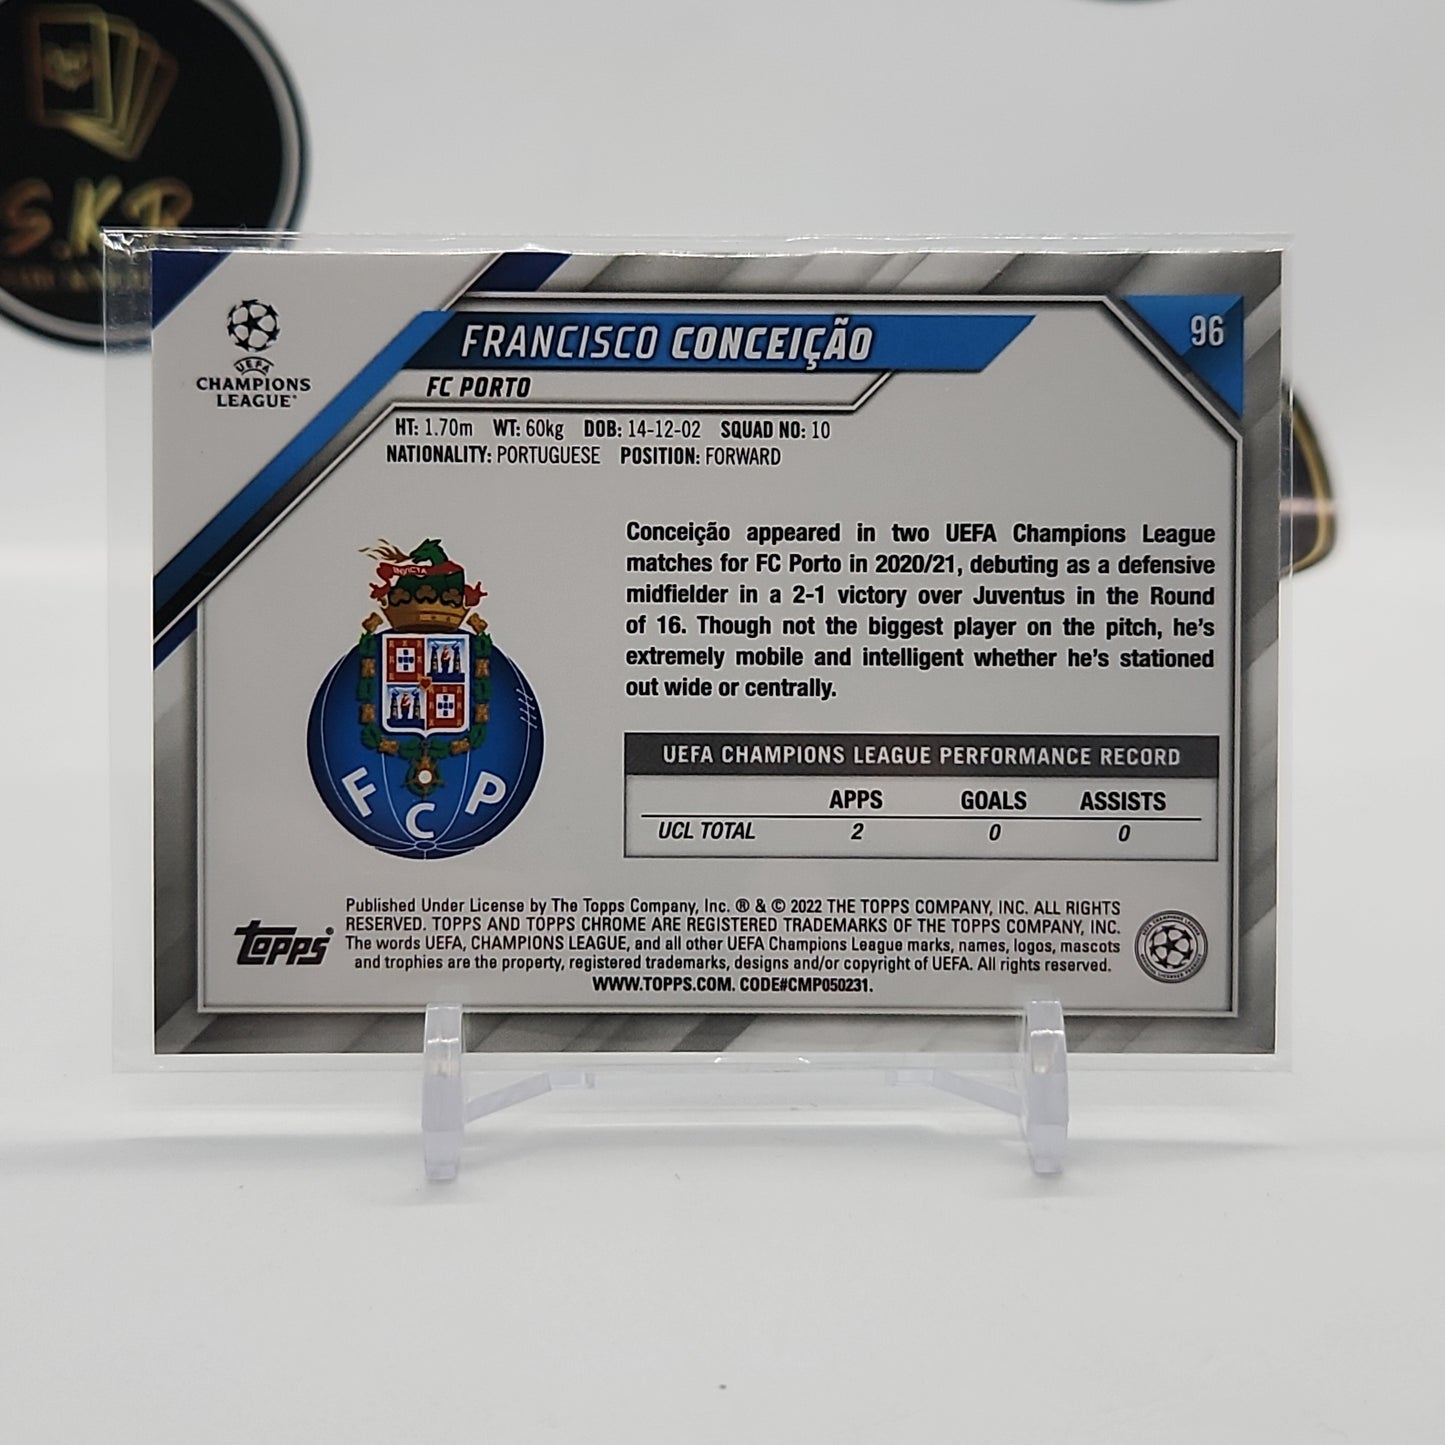 S.K.R
UEFA
CHAMPIONS
LEAGUE
FRANCISCO CONCEIÇÃO
96
FC PORTO
HT: 1.70m WT: 60kg DOB: 14-12-02 SQUAD NO: 10
NATIONALITY: PORTUGUESE POSITION: FORWARD
Conceição appeared in two UEFA Champions League
matches for FC Porto in 2020/21, debuting as a defensive
midfielder in a 2-1 victory over Juventus in the Round
of 16. Though not the biggest player on the pitch, he's
extremely mobile and intelligent whether he's stationed
out wide or centrally.
INVICTA
F C P
UEFA CHAMPIONS LEAGUE PERFORMANCE RECORD
APPS GOALS ASSISTS
UCL TOTAL 2 0 0
topps®
Published Under License by The Topps Company, Inc. ® & © 2022 THE TOPPS COMPANY, INC. ALL RIGHTS
RESERVED. TOPPS AND TOPPS CHROME ARE REGISTERED TRADEMARKS OF THE TOPPS COMPANY, INC.
The words UEFA, CHAMPIONS LEAGUE, and all other UEFA Champions League marks, names, logos, mascots
and trophies are the property, registered trademarks, designs and/or copyright of UEFA. All rights reserved.
WWW.TOPPS.COM. CODE#CMP050231.